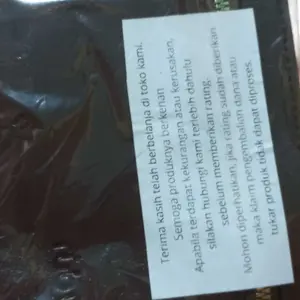 Terima kasih telah berbelanja di toko kami.
Semoga produknya berkenan
Apabila terdapat kekurangan atau kerusakan,
silakan hubungi kami terlebih dahulu
sebelum memberikan rating.
Mohon diperhatikan, jika rating sudah diberikan
maka klaim pengembalian dana atau
tukar produk tidak dapat diproses.